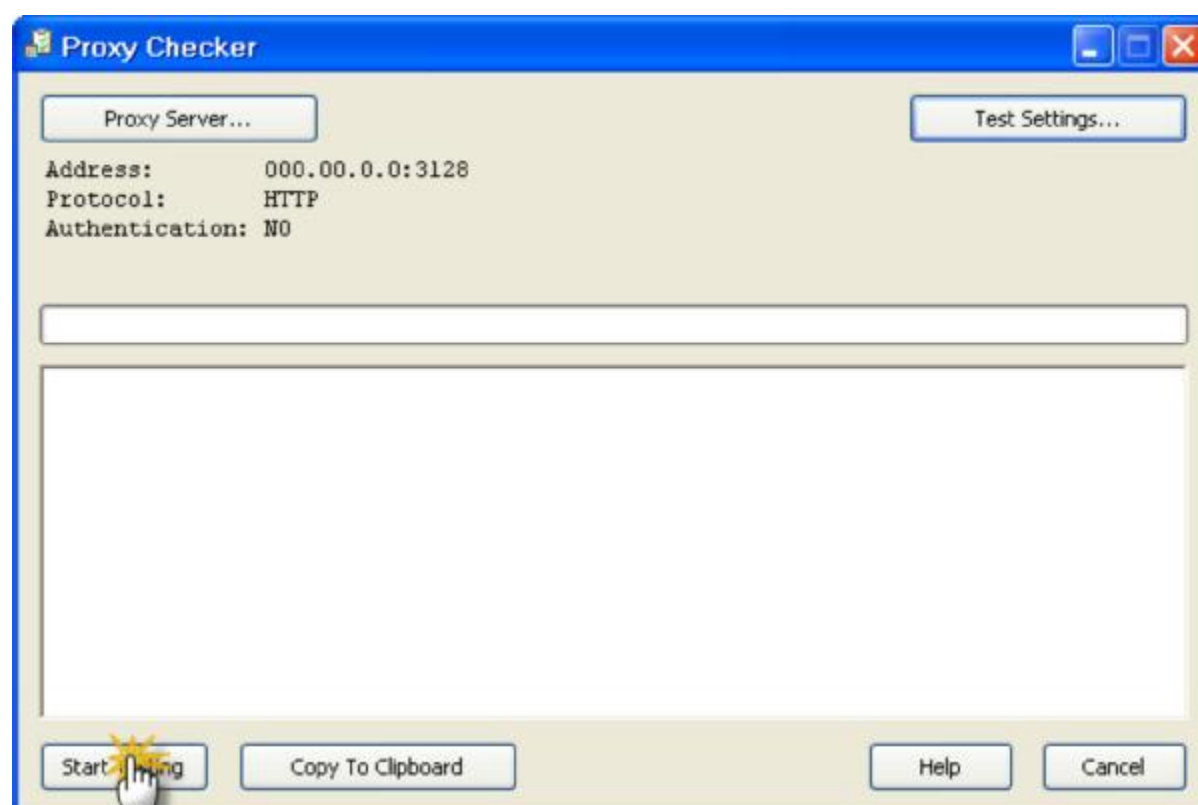 Proxy Checker
Proxy Server... Test Settings...
Address: 000.00.0.0:3128
Protocol: HTTP
Authentication: NO
Start Copy To Clipboard Help Cancel